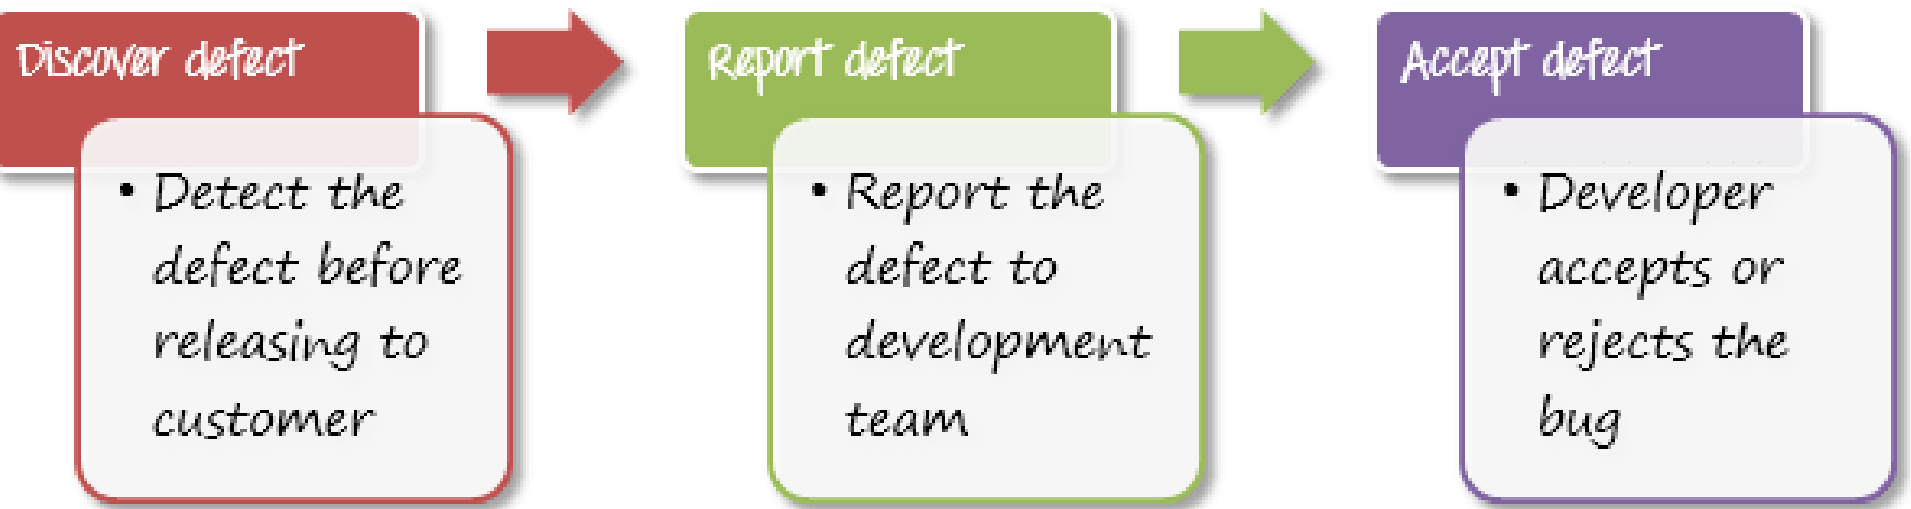 Discover defect
• Detect the
defect before
releasing to
customer
Report defect
• Report the
defect to
development
team
Accept defect
• Developer
accepts or
rejects the
bug